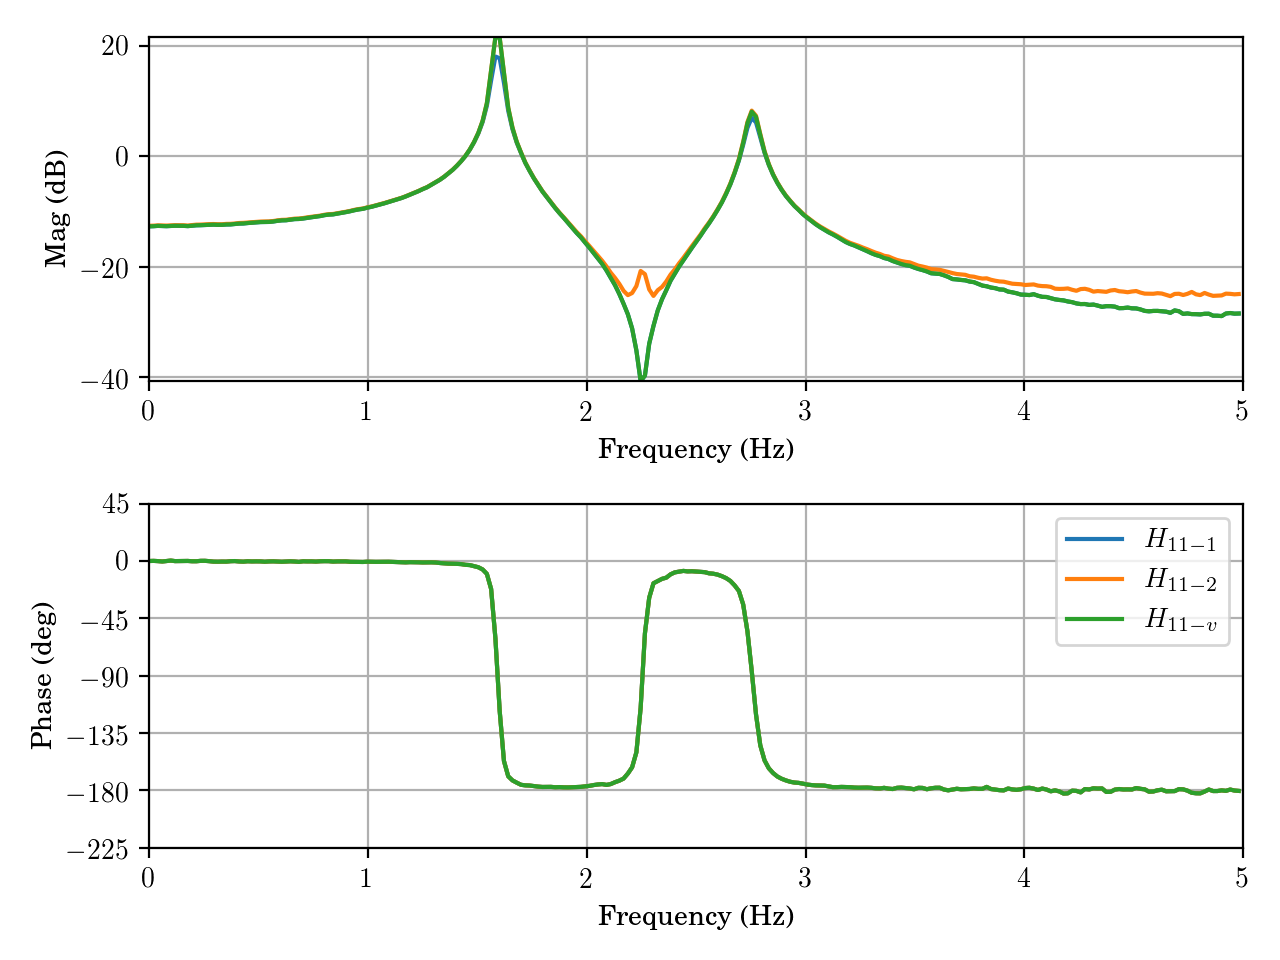 20
0
−20
−40
Mag (dB)
0 1 2 3 4 5
Frequency (Hz)
45
0
−45
−90
−135
−180
−225
Phase (deg)
H₁₁₋₁
H₁₁₋₂
H₁₁₋ᵥ
0 1 2 3 4 5
Frequency (Hz)